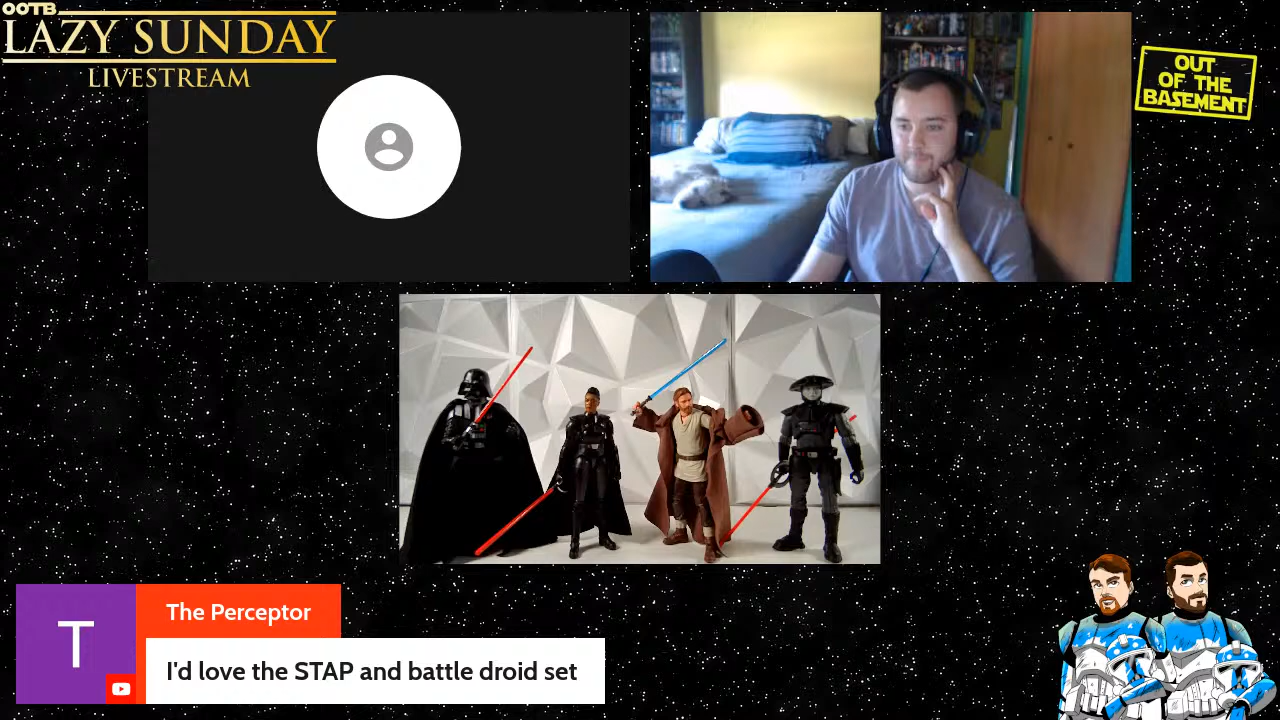 OOTB
LAZY SUNDAY
LIVESTREAM
OUT
OF THE
BASEMENT
T
The Perceptor
I'd love the STAP and battle droid set